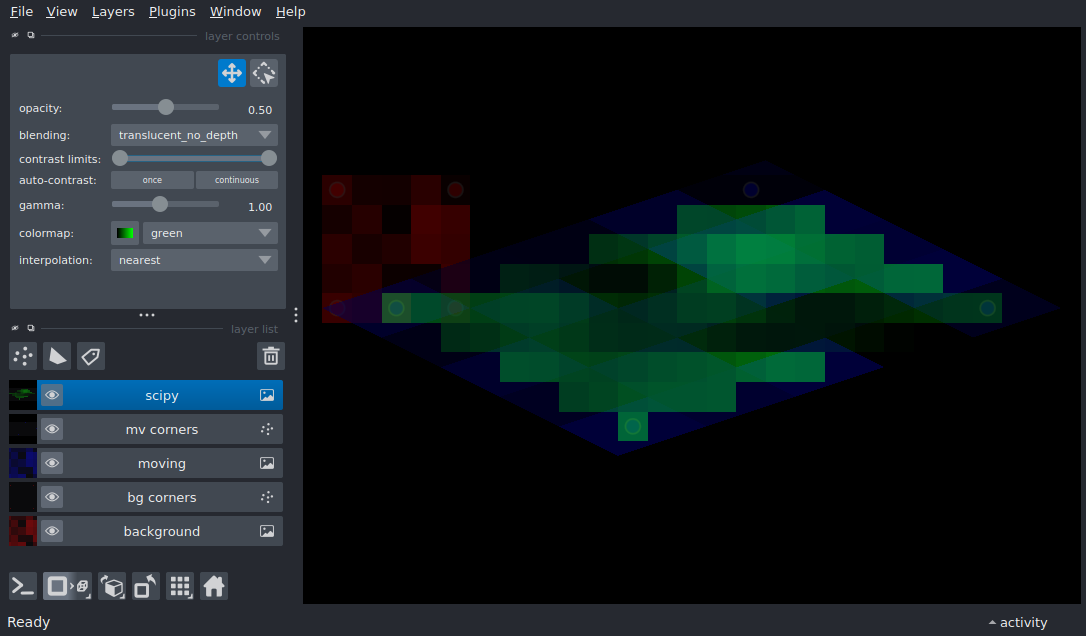 File View Layers Plugins Window Help
layer controls
opacity: 0.50
blending: translucent_no_depth
contrast limits:
auto-contrast: once continuous
gamma: 1.00
colormap: green
interpolation: nearest
layer list
scipy
mv corners
moving
bg corners
background
Ready activity